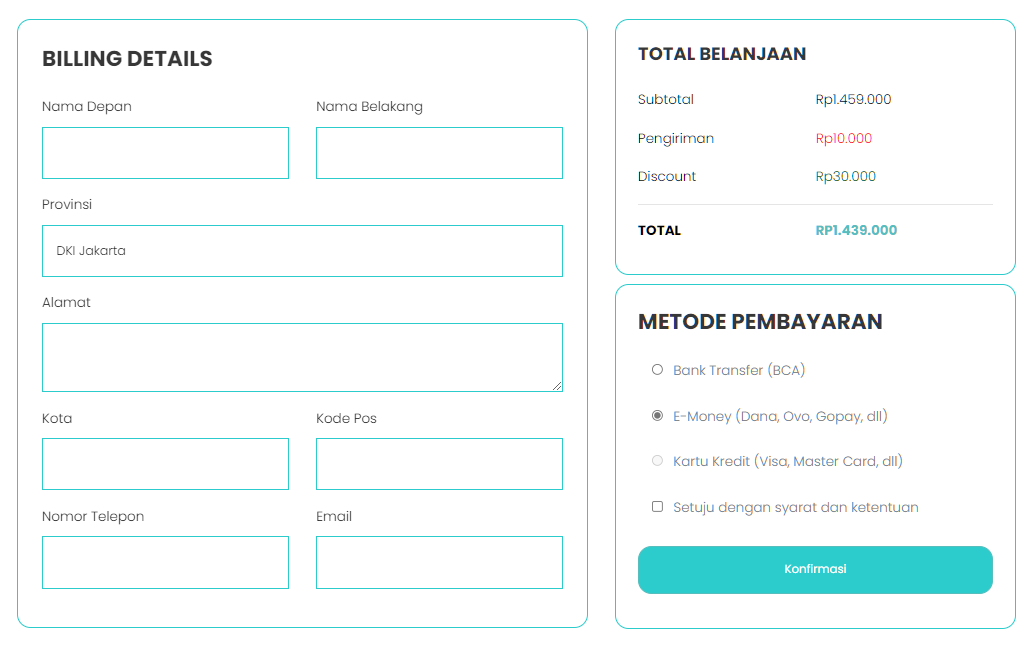 BILLING DETAILS
Nama Depan Nama Belakang
Provinsi
DKI Jakarta
Alamat
Kota Kode Pos
Nomor Telepon Email
TOTAL BELANJAAN
Subtotal Rp1.459.000
Pengiriman Rp10.000
Discount Rp30.000
TOTAL RP1.439.000
METODE PEMBAYARAN
Bank Transfer (BCA)
E-Money (Dana, Ovo, Gopay, dll)
Kartu Kredit (Visa, Master Card, dll)
Setuju dengan syarat dan ketentuan
Konfirmasi